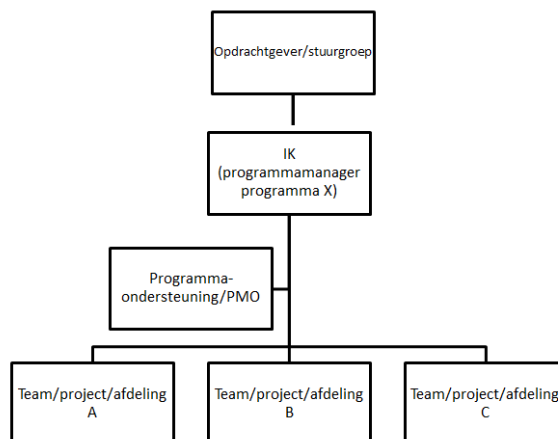 Opdrachtgever/stuurgroep
IK
(programmamanager
programma X)
Programma-
ondersteuning/PMO
Team/project/afdeling
A
Team/project/afdeling
B
Team/project/afdeling
C